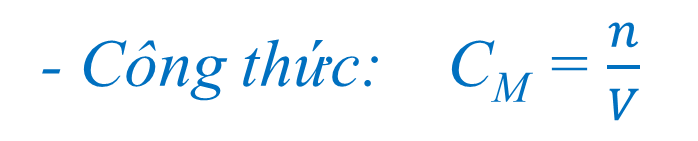 - Công thức: C_M = n/V